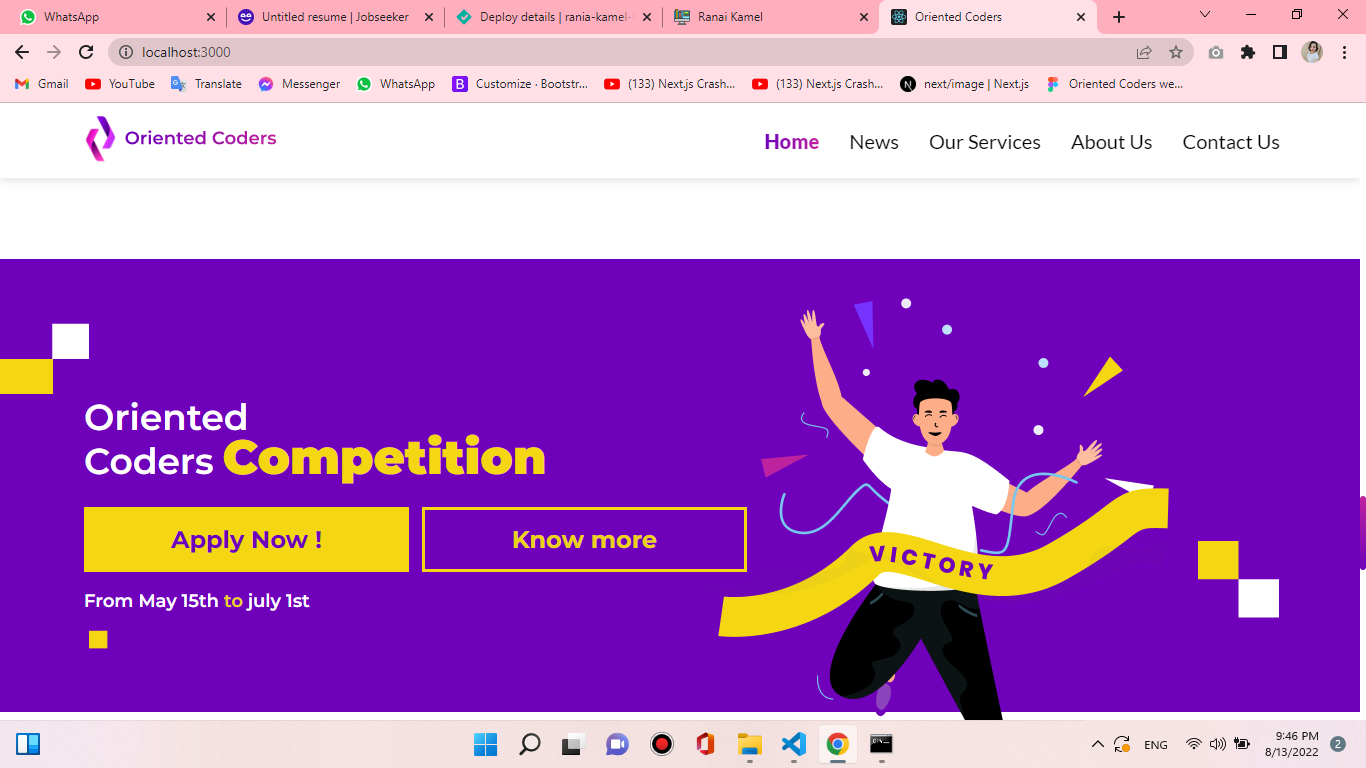 WhatsApp
Untitled resume | Jobseeker
Deploy details | rania-kamel-
Ranai Kamel
Oriented Coders
localhost:3000
Gmail
YouTube
Translate
Messenger
WhatsApp
Customize · Bootstr...
(133) Next.js Crash...
(133) Next.js Crash...
next/image | Next.js
Oriented Coders we...
Oriented Coders
Home
News
Our Services
About Us
Contact Us
Oriented
Coders Competition
Apply Now !
Know more
From May 15th to july 1st
VICTORY
ENG
9:46 PM
8/13/2022
2